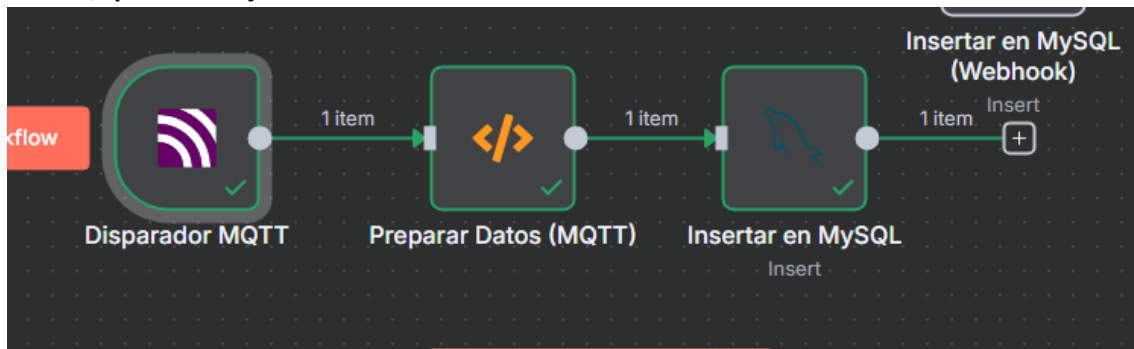 Insertar en MySQL
(Webhook)
Insert
kflow
1 item
1 item
1 item
Disparador MQTT
Preparar Datos (MQTT)
Insertar en MySQL
Insert